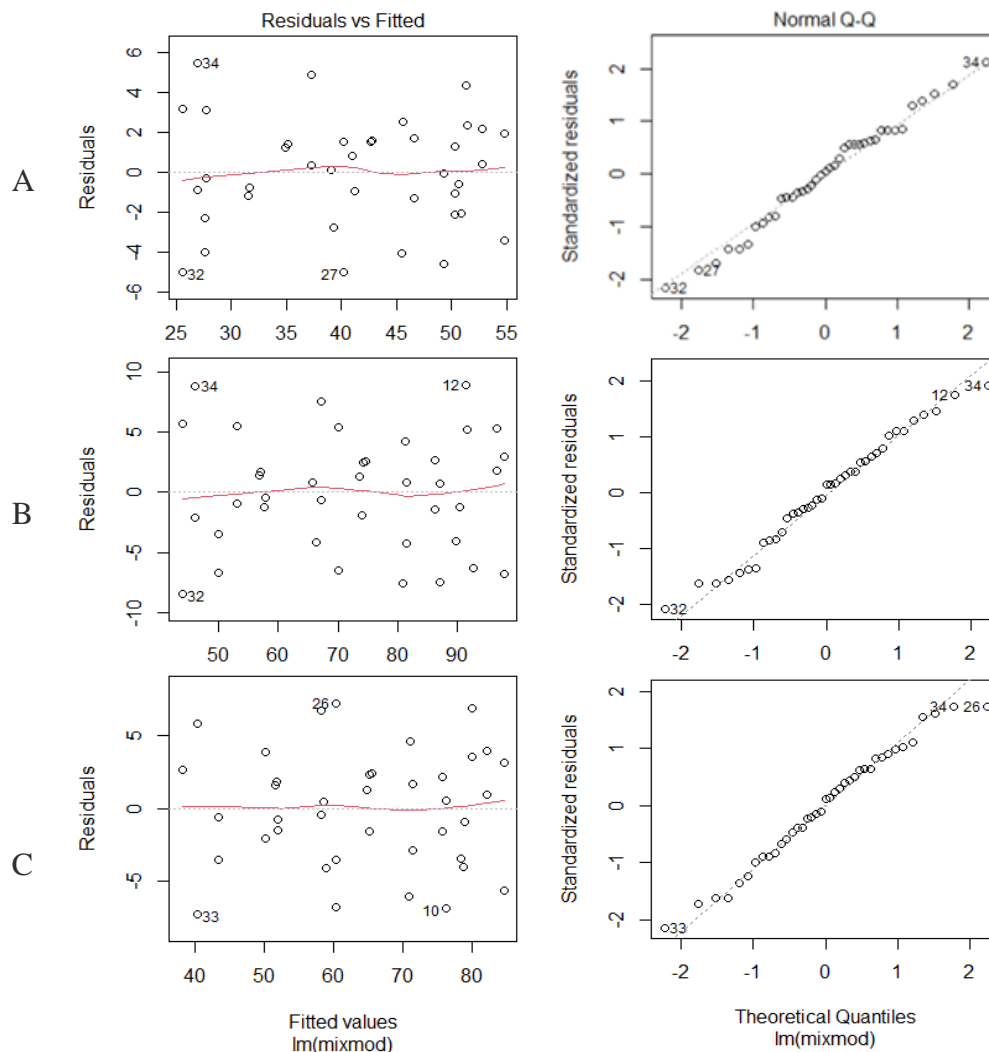 Residuals vs Fitted
Normal Q-Q
A
Residuals
6
4
2
0
-2
-4
-6
34
32
27
25 30 35 40 45 50 55
Standardized residuals
2
1
0
-1
-2
34
27
32
-2 -1 0 1 2
B
Residuals
10
5
0
-5
-10
34
12
32
50 60 70 80 90
Standardized residuals
2
1
0
-1
-2
12 34
32
-2 -1 0 1 2
C
Residuals
5
0
-5
26
33
10
40 50 60 70 80
Fitted values
lm(mixmod)
Standardized residuals
2
1
0
-1
-2
34 26
33
-2 -1 0 1 2
Theoretical Quantiles
lm(mixmod)